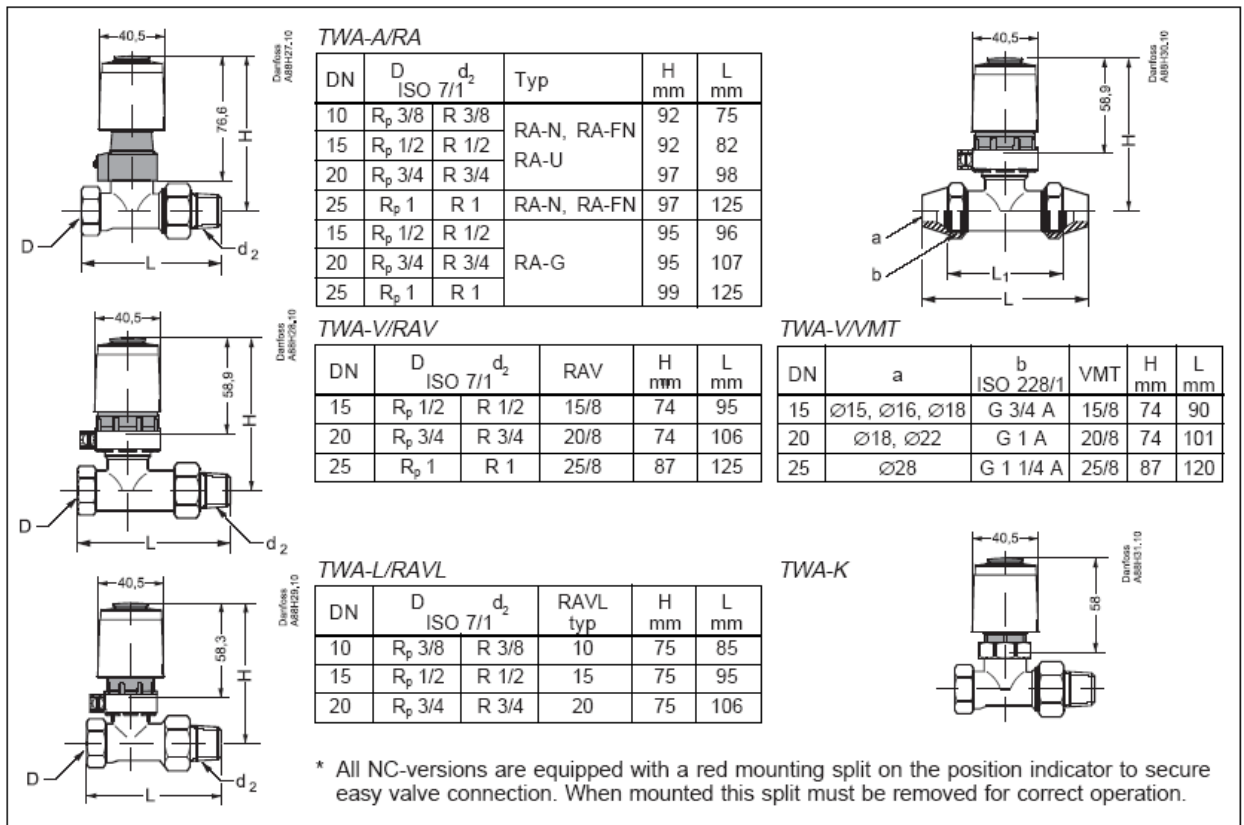 TWA-A/RA
DN D d2 ISO 7/1 Typ H mm L mm
10 Rp 3/8 R 3/8 RA-N, RA-FN RA-U 92 75
15 Rp 1/2 R 1/2 92 82
20 Rp 3/4 R 3/4 97 98
25 Rp 1 R 1 RA-N, RA-FN 97 125
15 Rp 1/2 R 1/2 RA-G 95 96
20 Rp 3/4 R 3/4 95 107
25 Rp 1 R 1 99 125
40,5
76,6
H
D
L
d2
Danfoss
A88H27.10
40,5
58,9
H
a
b
L1
L
Danfoss
A88H30.10
TWA-V/RAV
DN D d2 ISO 7/1 RAV H mm L mm
15 Rp 1/2 R 1/2 15/8 74 95
20 Rp 3/4 R 3/4 20/8 74 106
25 Rp 1 R 1 25/8 87 125
40,5
58,9
H
D
L
d2
Danfoss
A88H28.10
TWA-V/VMT
DN a b ISO 228/1 VMT H mm L mm
15 Ø15, Ø16, Ø18 G 3/4 A 15/8 74 90
20 Ø18, Ø22 G 1 A 20/8 74 101
25 Ø28 G 1 1/4 A 25/8 87 120
TWA-L/RAVL
DN D d2 ISO 7/1 RAVL typ H mm L mm
10 Rp 3/8 R 3/8 10 75 85
15 Rp 1/2 R 1/2 15 75 95
20 Rp 3/4 R 3/4 20 75 106
40,5
58,3
H
D
L
d2
Danfoss
A88H29.10
TWA-K
40,5
58
Danfoss
A88H31.10
* All NC-versions are equipped with a red mounting split on the position indicator to secure
easy valve connection. When mounted this split must be removed for correct operation.